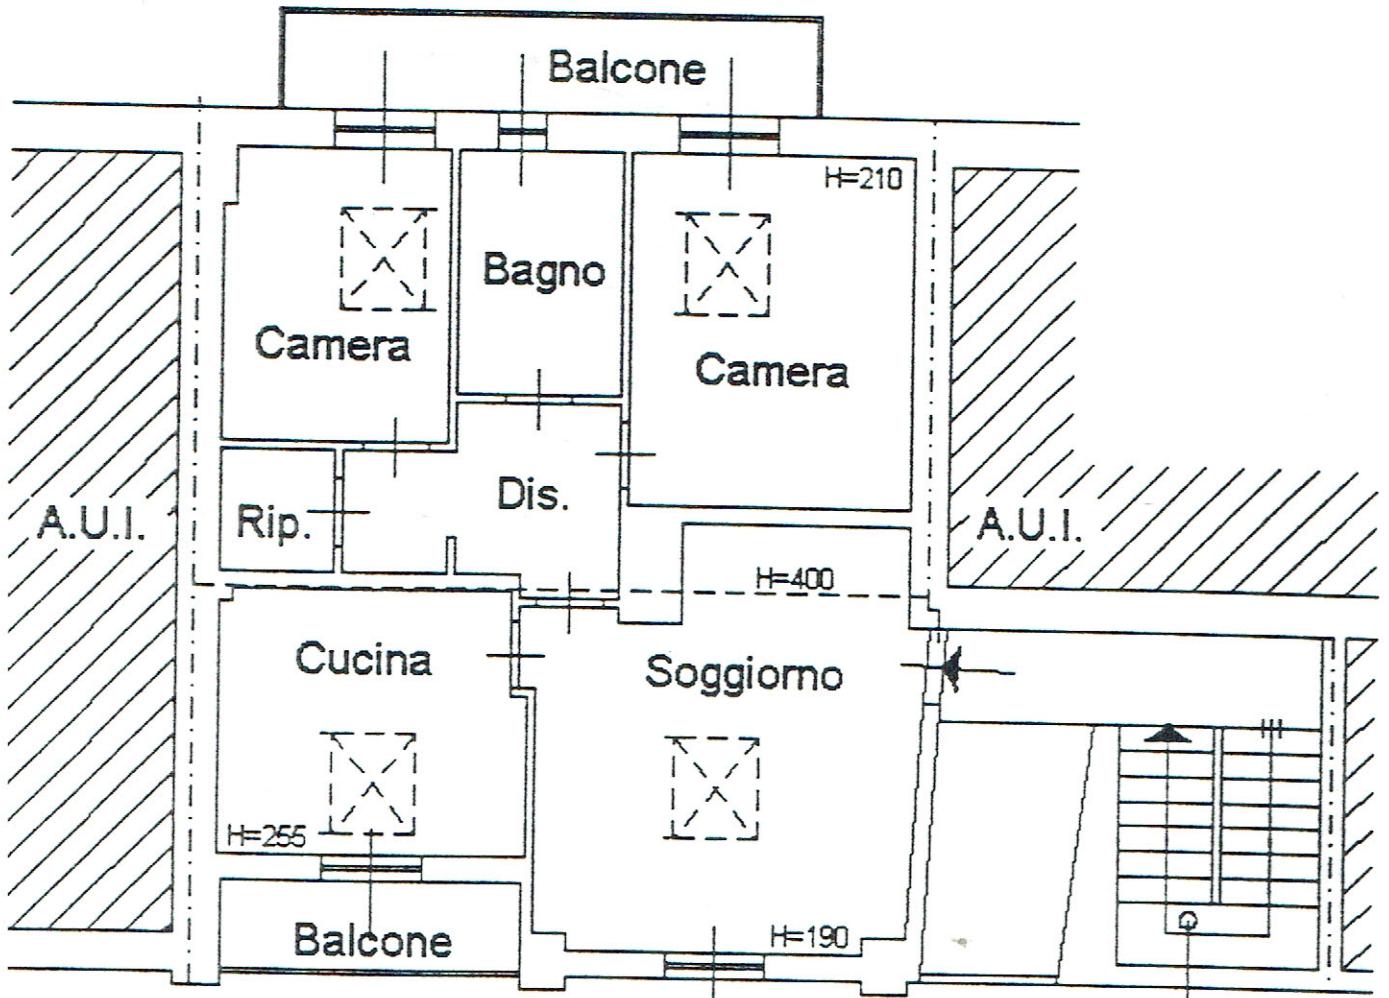 Balcone
H=210
Bagno
Camera
Camera
Dis.
A.U.I.
Rip.
A.U.I.
H=400
Cucina
Soggiorno
H=255
Balcone
H=190